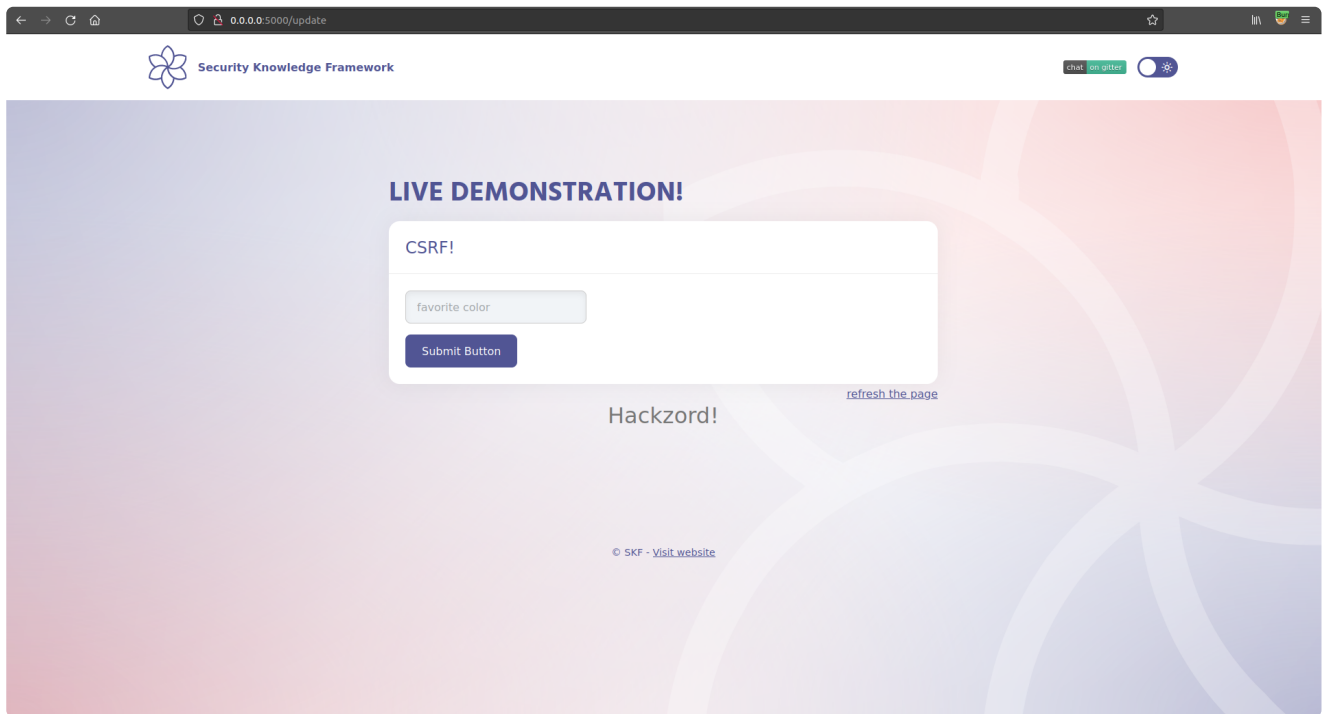 0.0.0.0:5000/update
Bur
Security Knowledge Framework
chat on gitter
LIVE DEMONSTRATION!
CSRF!
favorite color
Submit Button
refresh the page
Hackzord!
© SKF - Visit website